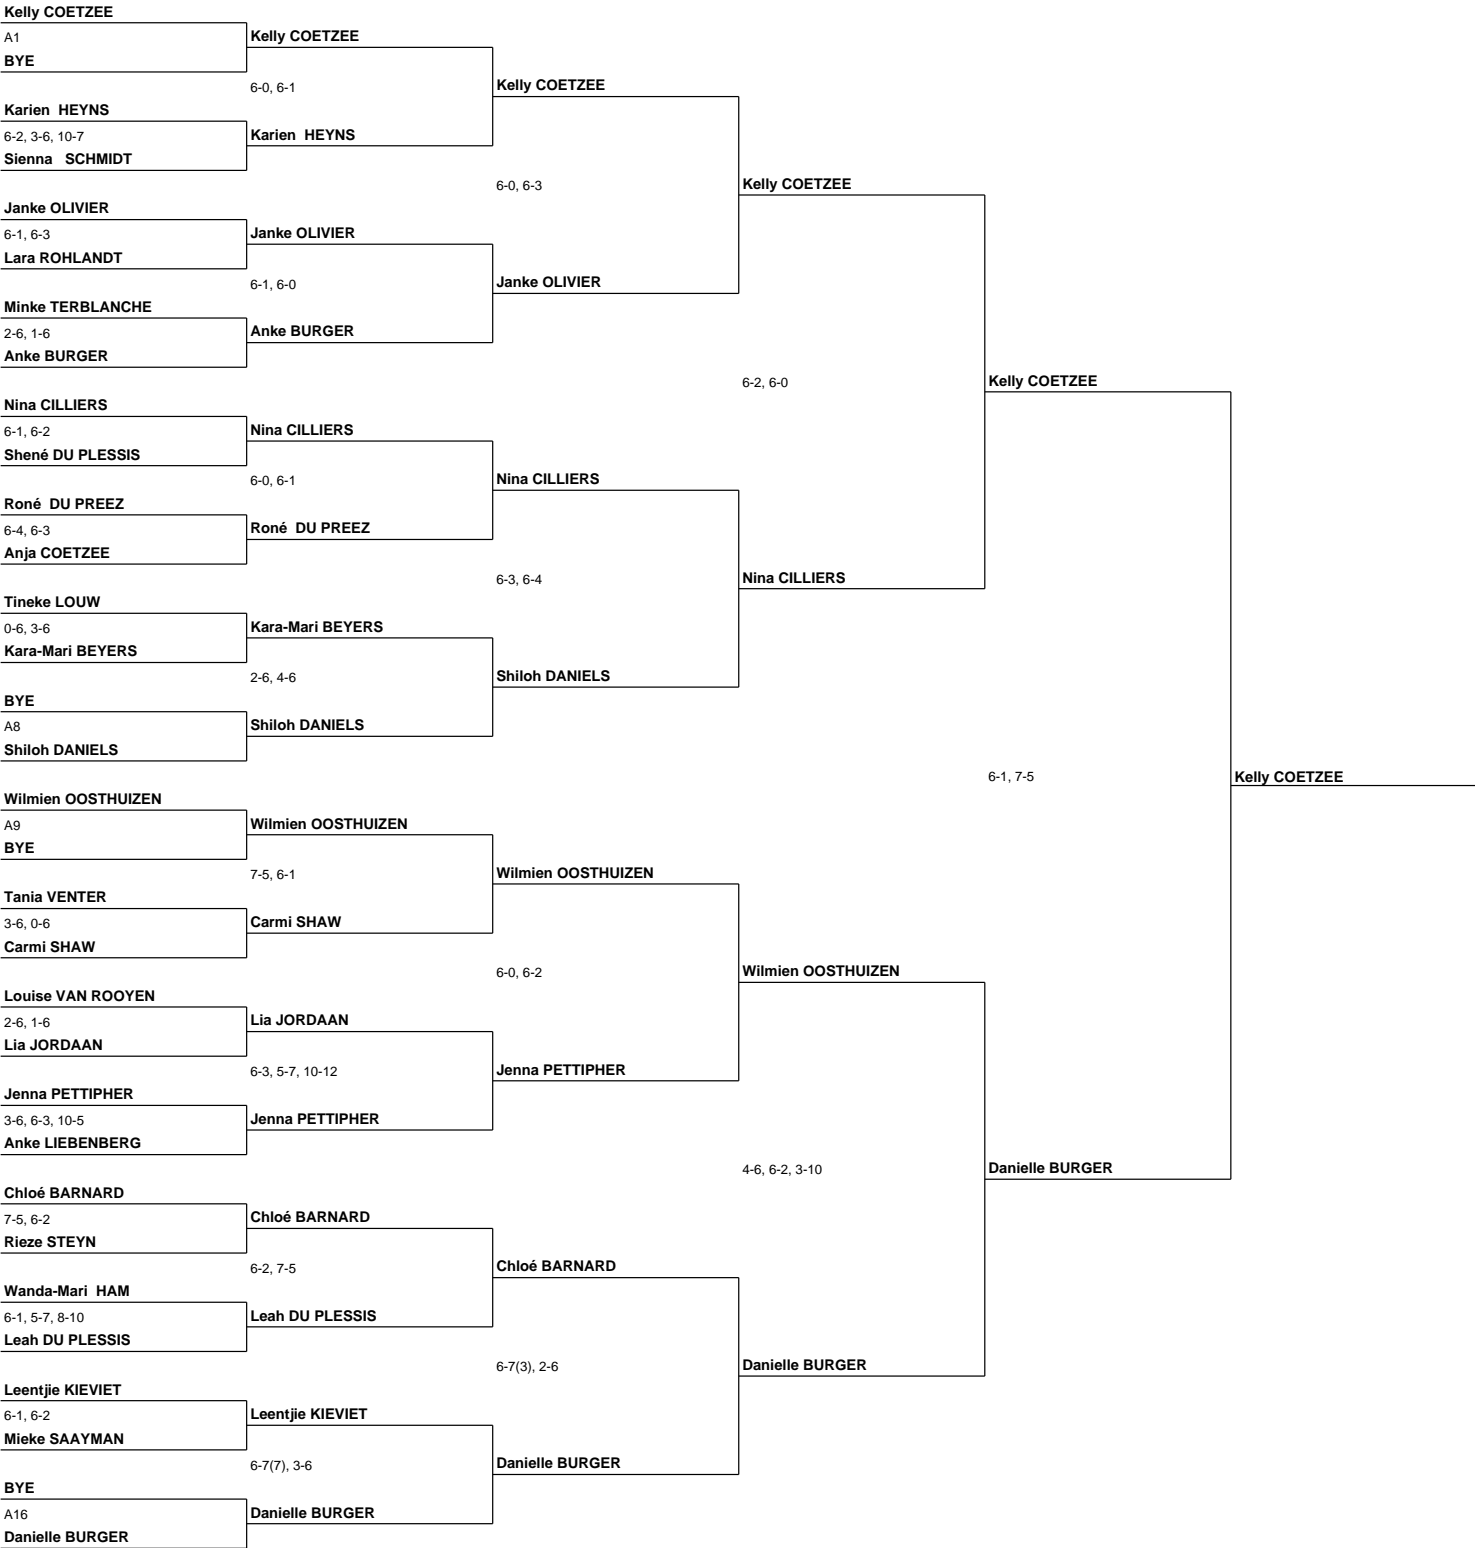 Kelly COETZEE
A1
BYE
Kelly COETZEE
6-0, 6-1
Kelly COETZEE
Karien HEYNS
6-2, 3-6, 10-7
Karien HEYNS
Sienna SCHMIDT
6-0, 6-3
Kelly COETZEE
Janke OLIVIER
6-1, 6-3
Janke OLIVIER
Lara ROHLANDT
6-1, 6-0
Janke OLIVIER
Minke TERBLANCHE
2-6, 1-6
Anke BURGER
Anke BURGER
6-2, 6-0
Kelly COETZEE
Nina CILLIERS
6-1, 6-2
Nina CILLIERS
Shené DU PLESSIS
6-0, 6-1
Nina CILLIERS
Roné DU PREEZ
6-4, 6-3
Roné DU PREEZ
Anja COETZEE
6-3, 6-4
Nina CILLIERS
Tineke LOUW
0-6, 3-6
Kara-Mari BEYERS
Kara-Mari BEYERS
2-6, 4-6
Shiloh DANIELS
BYE
A8
Shiloh DANIELS
Shiloh DANIELS
6-1, 7-5
Kelly COETZEE
Wilmien OOSTHUIZEN
A9
Wilmien OOSTHUIZEN
BYE
7-5, 6-1
Wilmien OOSTHUIZEN
Tania VENTER
3-6, 0-6
Carmi SHAW
Carmi SHAW
6-0, 6-2
Wilmien OOSTHUIZEN
Louise VAN ROOYEN
2-6, 1-6
Lia JORDAAN
Lia JORDAAN
6-3, 5-7, 10-12
Jenna PETTIPHER
Jenna PETTIPHER
3-6, 6-3, 10-5
Jenna PETTIPHER
Anke LIEBENBERG
4-6, 6-2, 3-10
Danielle BURGER
Chloé BARNARD
7-5, 6-2
Chloé BARNARD
Rieze STEYN
6-2, 7-5
Chloé BARNARD
Wanda-Mari HAM
6-1, 5-7, 8-10
Leah DU PLESSIS
Leah DU PLESSIS
6-7(3), 2-6
Danielle BURGER
Leentjie KIEVIET
6-1, 6-2
Leentjie KIEVIET
Mieke SAAYMAN
6-7(7), 3-6
Danielle BURGER
BYE
A16
Danielle BURGER
Danielle BURGER